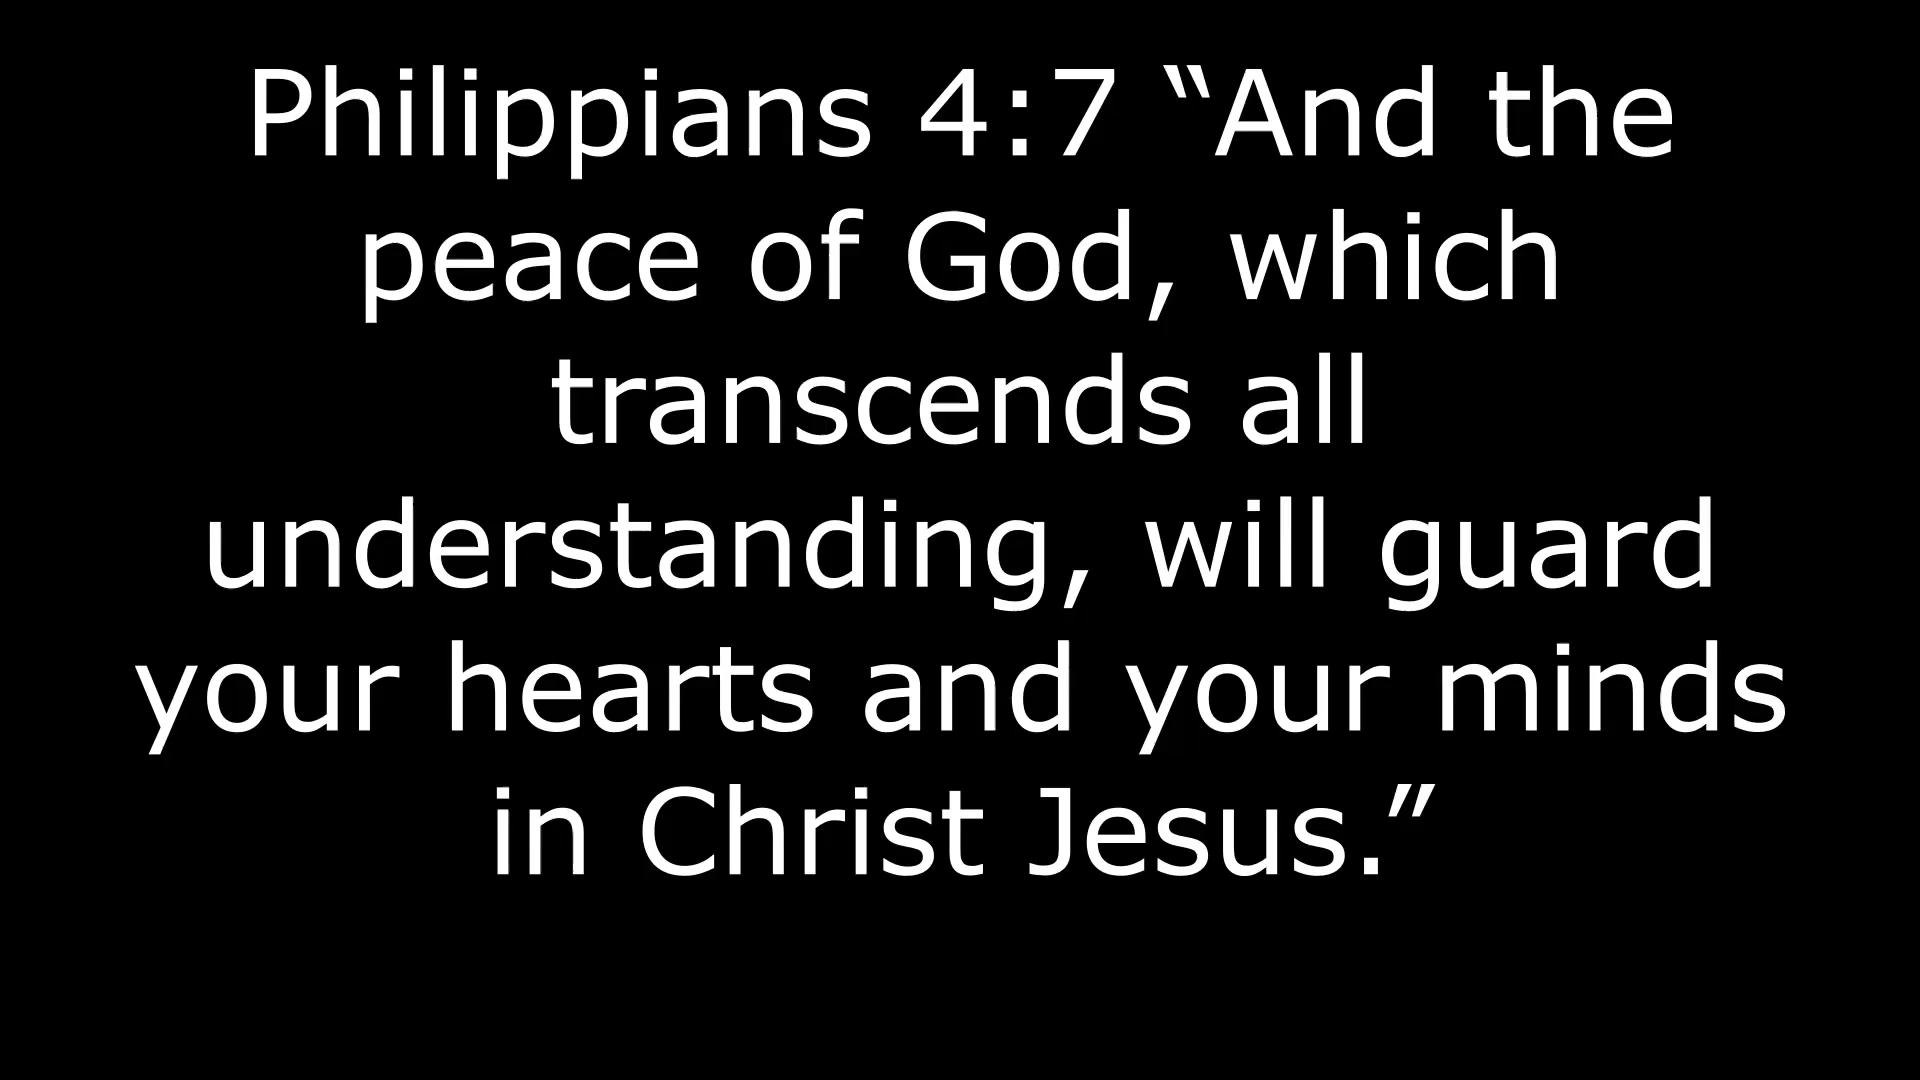 Philippians 4:7 “And the
peace of God, which
transcends all
understanding, will guard
your hearts and your minds
in Christ Jesus.”